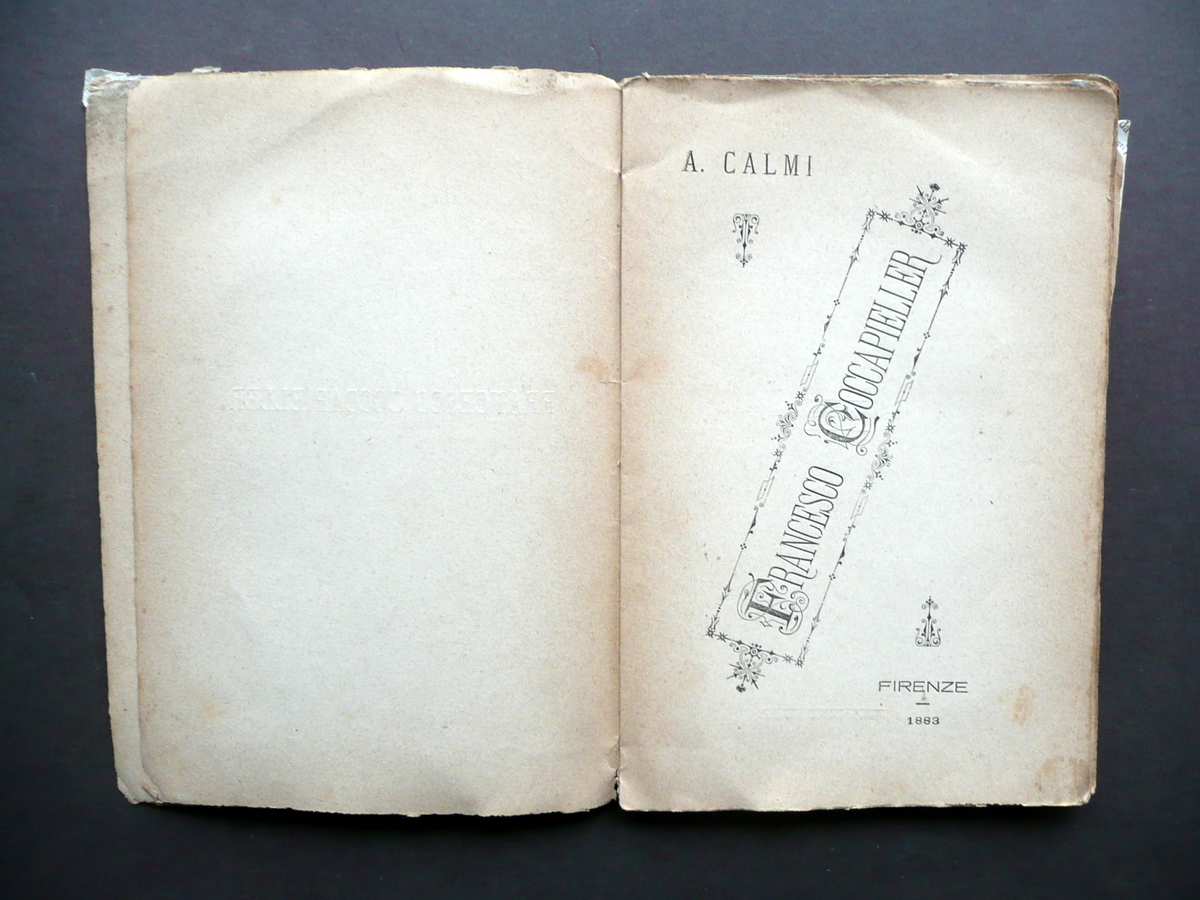 A. CALMI
FRANCESCO COCCAPIELLER
FIRENZE
1883